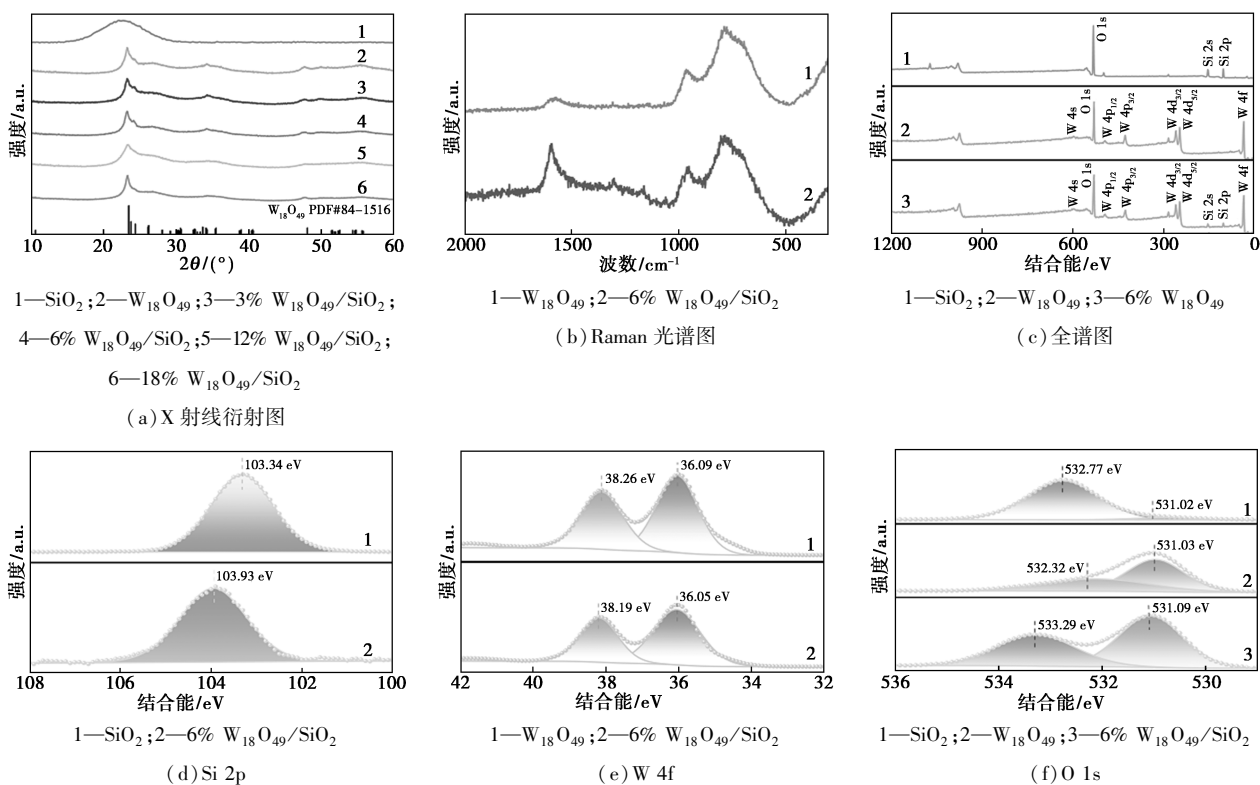 强度/a.u.
1
2
3
4
5
6
W₁₈O₄₉ PDF#84-1516
10 20 30 40 50 60
2θ/(°)
1—SiO₂;2—W₁₈O₄₉;3—3% W₁₈O₄₉/SiO₂;
4—6% W₁₈O₄₉/SiO₂;5—12% W₁₈O₄₉/SiO₂;
6—18% W₁₈O₄₉/SiO₂
(a)X 射线衍射图
强度/a.u.
1
2
2000 1500 1000 500
波数/cm⁻¹
1—W₁₈O₄₉;2—6% W₁₈O₄₉/SiO₂
(b)Raman 光谱图
强度/a.u.
1 O 1s Si 2s Si 2p
2 W 4s O 1s W 4p1/2 W 4p3/2 W 4d3/2 W 4d5/2 W 4f
3 W 4s O 1s W 4p1/2 W 4p3/2 W 4d3/2 W 4d5/2 Si 2s Si 2p W 4f
1200 900 600 300 0
结合能/eV
1—SiO₂;2—W₁₈O₄₉;3—6% W₁₈O₄₉
(c)全谱图
强度/a.u.
103.34 eV
1
103.93 eV
2
108 106 104 102 100
结合能/eV
1—SiO₂;2—6% W₁₈O₄₉/SiO₂
(d)Si 2p
强度/a.u.
38.26 eV 36.09 eV
1
38.19 eV 36.05 eV
2
42 40 38 36 34 32
结合能/eV
1—W₁₈O₄₉;2—6% W₁₈O₄₉/SiO₂
(e)W 4f
强度/a.u.
532.77 eV
531.02 eV
1
531.03 eV
532.32 eV
2
531.09 eV
533.29 eV
3
536 534 532 530
结合能/eV
1—SiO₂;2—W₁₈O₄₉;3—6% W₁₈O₄₉/SiO₂
(f)O 1s